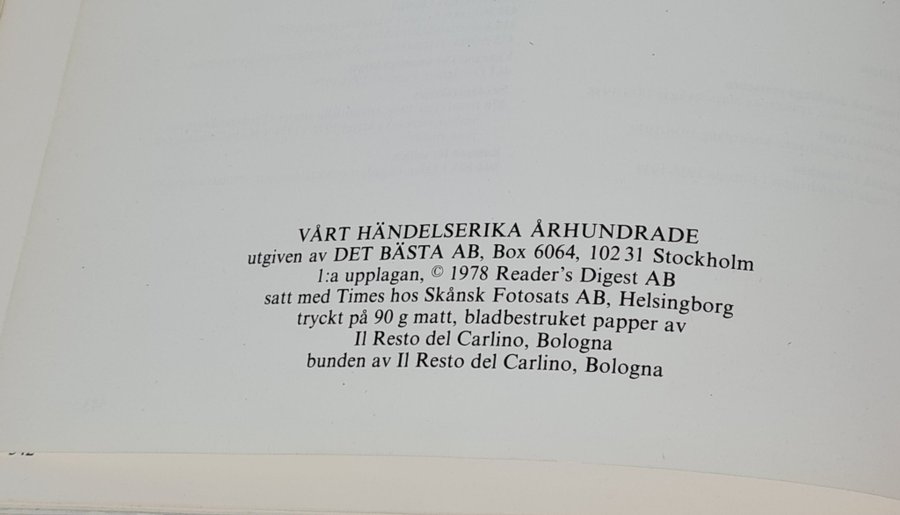 VÅRT HÄNDELSERIKA ÅRHUNDRADE
utgiven av DET BÄSTA AB, Box 6064, 102 31 Stockholm
1:a upplagan, © 1978 Reader's Digest AB
satt med Times hos Skånsk Fotosats AB, Helsingborg
tryckt på 90 g matt, bladbestruket papper av
Il Resto del Carlino, Bologna
bunden av Il Resto del Carlino, Bologna